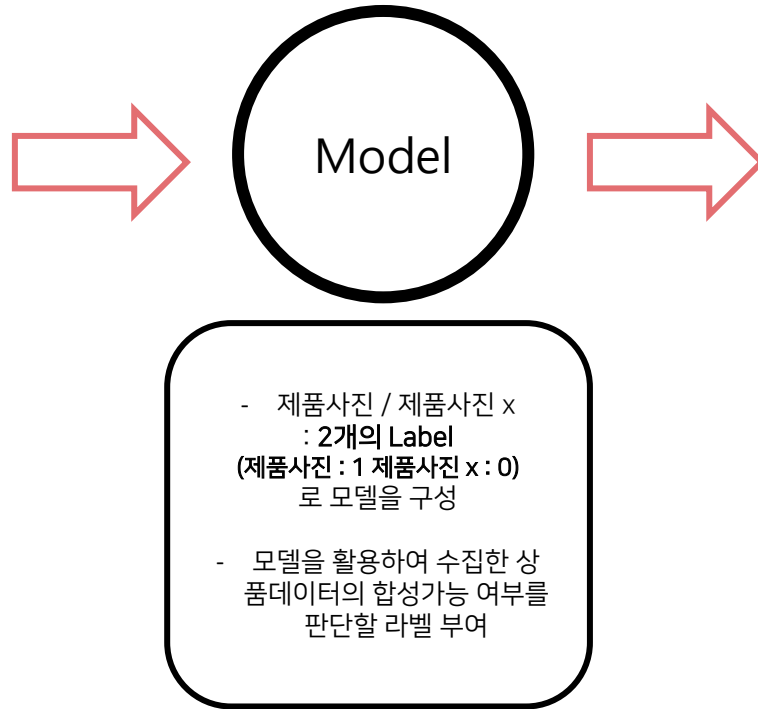 Model
- 제품사진 / 제품사진 x
: 2개의 Label
(제품사진 : 1 제품사진 x : 0)
로 모델을 구성
- 모델을 활용하여 수집한 상
품데이터의 합성가능 여부를
판단할 라벨 부여